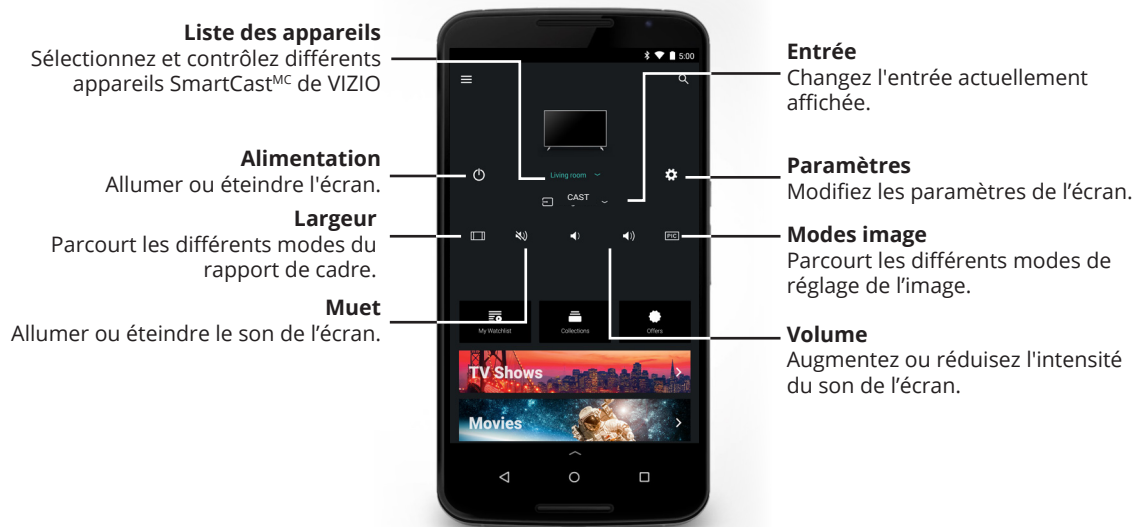 Liste des appareils
Sélectionnez et contrôlez différents
appareils SmartCastᴹᶜ de VIZIO
Alimentation
Allumer ou éteindre l'écran.
Largeur
Parcourt les différents modes du
rapport de cadre.
Muet
Allumer ou éteindre le son de l’écran.
5:00
Living room
CAST
PIC
My Watchlist
Collections
Offers
TV Shows
Movies
Entrée
Changez l'entrée actuellement
affichée.
Paramètres
Modifiez les paramètres de l’écran.
Modes image
Parcourt les différents modes de
réglage de l’image.
Volume
Augmentez ou réduisez l'intensité
du son de l’écran.